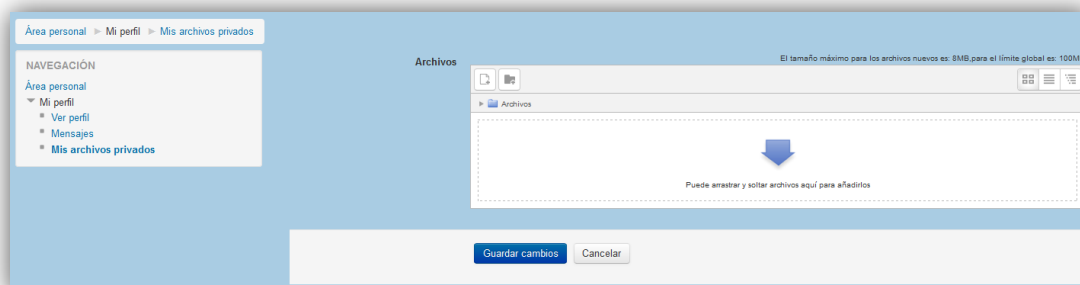 Área personal Mi perfil Mis archivos privados
NAVEGACIÓN
Área personal
Mi perfil
Ver perfil
Mensajes
Mis archivos privados
Archivos
El tamaño máximo para los archivos nuevos es: 8MB,para el límite global es: 100M
Archivos
Puede arrastrar y soltar archivos aquí para añadirlos
Guardar cambios
Cancelar